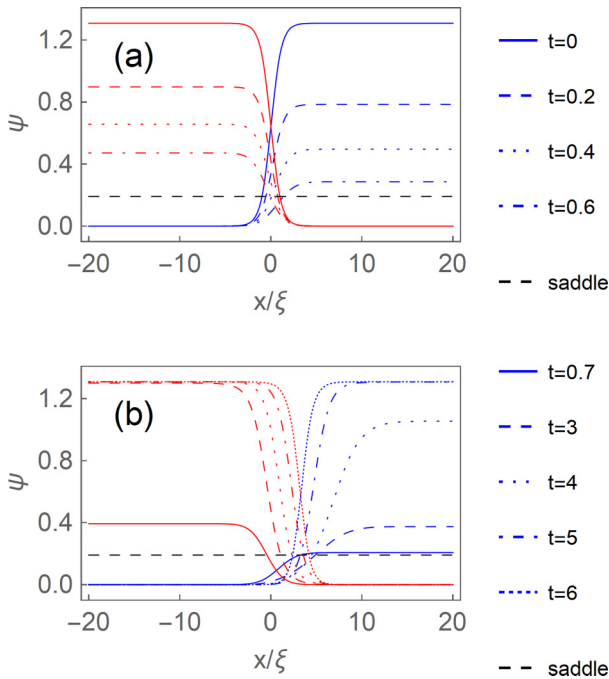 (a)
ψ
1.2
0.8
0.4
0.0
−20 −10 0 10 20
x/ξ
t=0
t=0.2
t=0.4
t=0.6
saddle
(b)
ψ
1.2
0.8
0.4
0.0
−20 −10 0 10 20
x/ξ
t=0.7
t=3
t=4
t=5
t=6
saddle